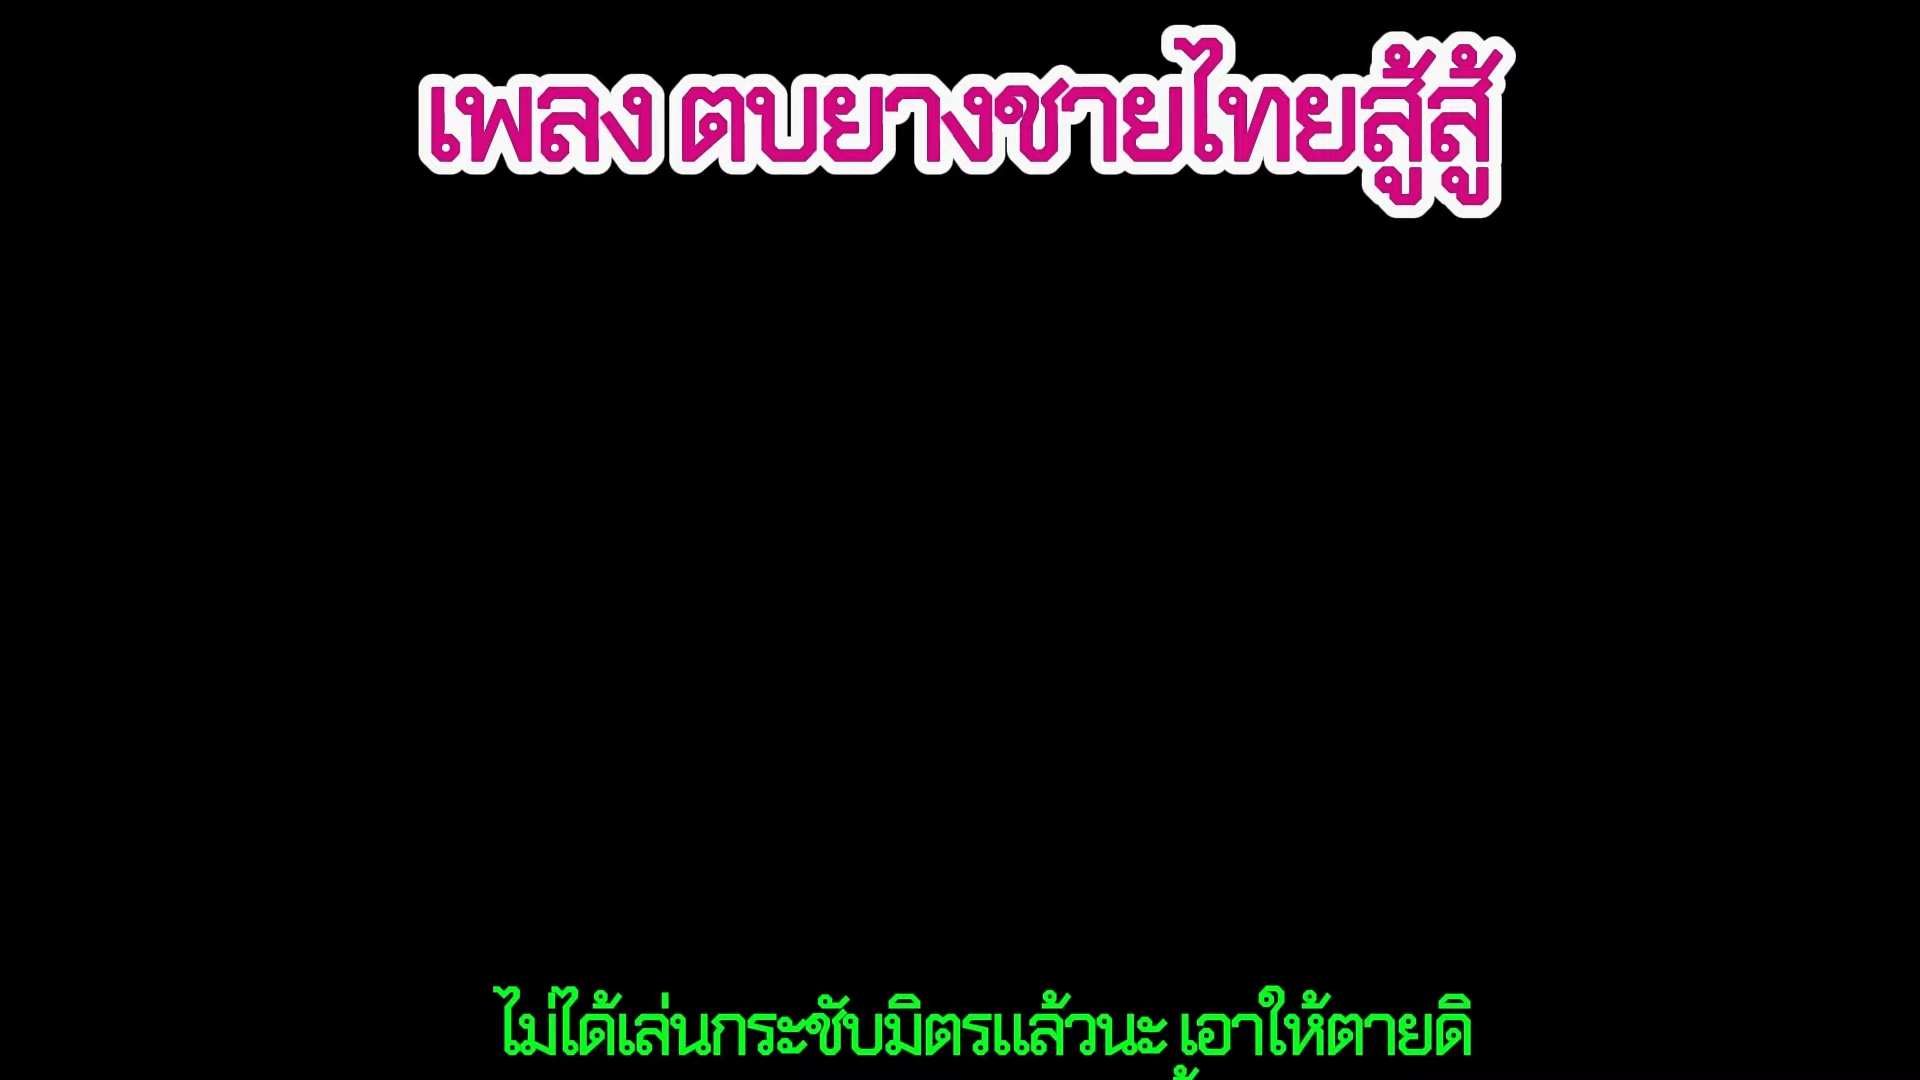 เพลง ตบยางชายไทยสู้สู้
ไม่ได้เล่นกระชับมิตรแล้วนะ เอาให้ตายดิ